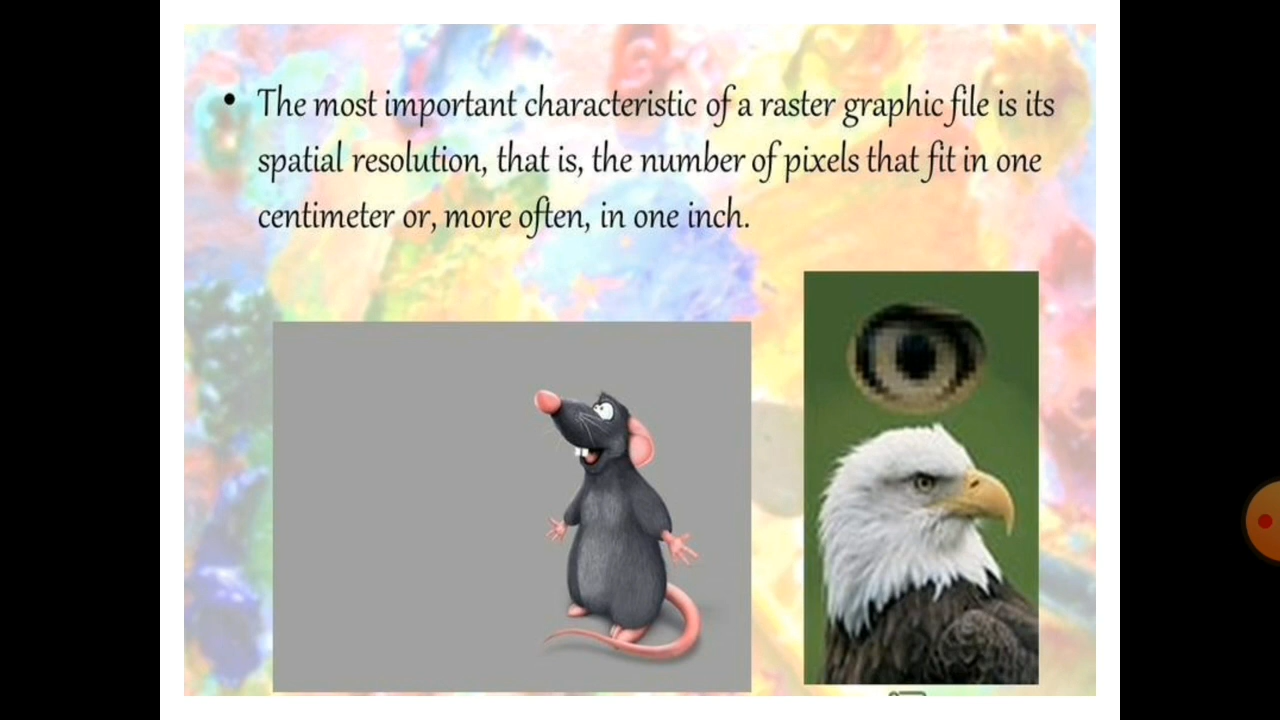 • The most important characteristic of a raster graphic file is its
spatial resolution, that is, the number of pixels that fit in one
centimeter or, more often, in one inch.